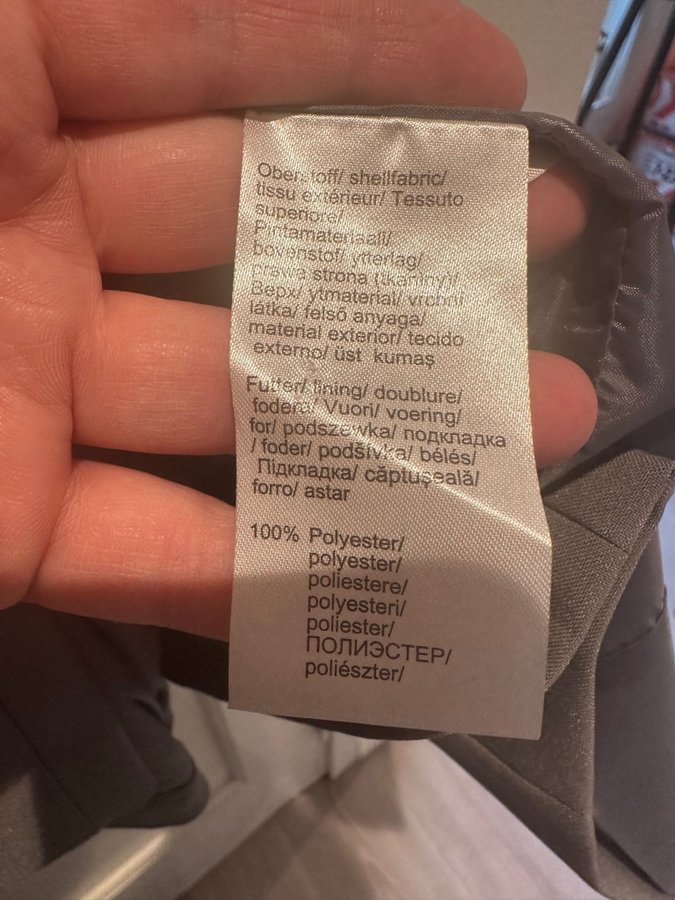 Oberstoff/ shellfabric/
tissu extérieur/ Tessuto
superiore/
Pintamateriaali/
bovenstof/ ytterlag/
prawa strona (tkaniny)/
Верх/ ytmaterial/ vrchní
látka/ felső anyaga/
material exterior/ tecido
externo/ üst kumaş
Futter/ lining/ doublure/
fodera/ Vuori/ voering/
for/ podszewka/ подкладка
/ foder/ podšívka/ bélés/
Підкладка/ căptuşeală/
forro/ astar
100% Polyester/
polyester/
poliestere/
polyesteri/
poliester/
ПОЛИЭСТЕР/
poliészter/